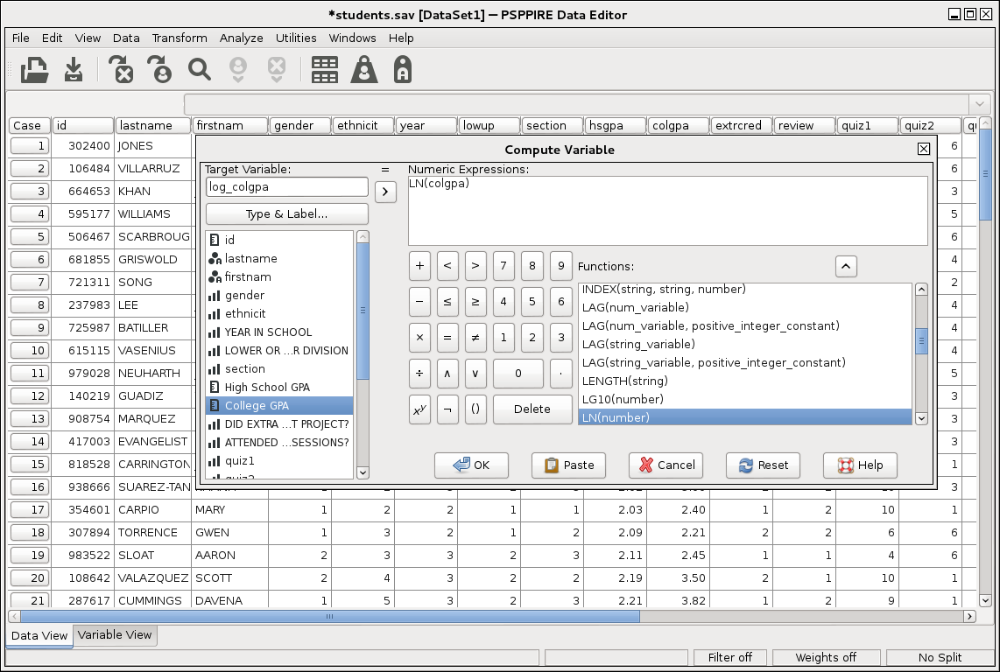 *students.sav [DataSet1] — PSPPIRE Data Editor
File Edit View Data Transform Analyze Utilities Windows Help
Case id lastname firstnam gender ethnicit year lowup section hsgpa colgpa extrcred review quiz1 quiz2
1 302400 JONES 6
2 106484 VILLARRUZ 6
3 664653 KHAN 3
4 595177 WILLIAMS 5
5 506467 SCARBROUG 6
6 681855 GRISWOLD 4
7 721311 SONG 2
8 237983 LEE 4
9 725987 BATILLER 4
10 615115 VASENIUS 4
11 979028 NEUHARTH 5
12 140219 GUADIZ 3
13 908754 MARQUEZ 3
14 417003 EVANGELIST 3
15 818528 CARRINGTON 1
16 938666 SUAREZ-TAN 3
17 354601 CARPIO MARY 1 2 2 1 1 2.03 2.40 1 2 10 1
18 307894 TORRENCE GWEN 1 3 2 1 2 2.09 2.21 2 2 6 6
19 983522 SLOAT AARON 2 3 3 2 3 2.11 2.45 1 1 4 6
20 108642 VALAZQUEZ SCOTT 2 4 3 2 2 2.19 3.50 2 1 10 1
21 287617 CUMMINGS DAVENA 1 5 3 2 3 2.21 3.82 1 2 9 1
Compute Variable
Target Variable: = Numeric Expressions:
log_colgpa
LN(colgpa)
Type & Label...
id
lastname
firstnam
gender
ethnicit
YEAR IN SCHOOL
LOWER OR ...R DIVISION
section
High School GPA
College GPA
DID EXTRA ...T PROJECT?
ATTENDED ...SESSIONS?
quiz1
quiz2
+ < > 7 8 9
− ≤ ≥ 4 5 6
× = ≠ 1 2 3
÷ ∧ ∨ 0 ·
xʸ ¬ () Delete
Functions:
INDEX(string, string, number)
LAG(num_variable)
LAG(num_variable, positive_integer_constant)
LAG(string_variable)
LAG(string_variable, positive_integer_constant)
LENGTH(string)
LG10(number)
LN(number)
OK Paste Cancel Reset Help
Data View Variable View
Filter off Weights off No Split